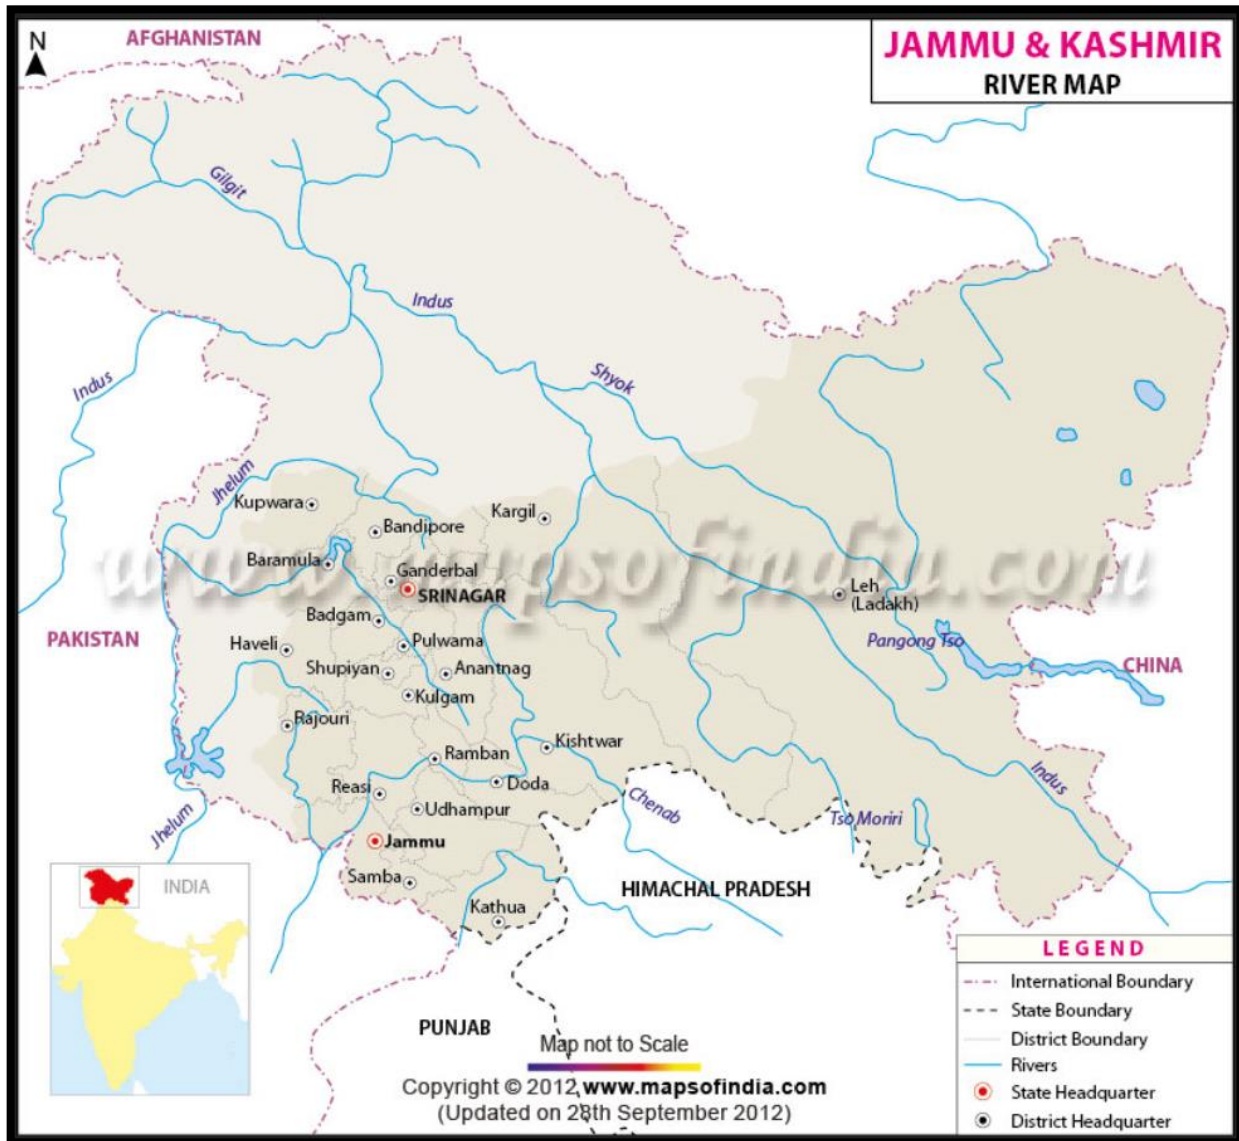 JAMMU & KASHMIR
RIVER MAP
N
AFGHANISTAN
Gilgit
Indus
Indus
Shyok
Jhelum
Kupwara
Bandipore
Kargil
www.mapsofindia.com
Baramula
Ganderbal
SRINAGAR
Leh
(Ladakh)
Badgam
PAKISTAN
Haveli
Pulwama
Pangong Tso
Shupiyan
Anantnag
CHINA
Kulgam
Rajouri
Ramban
Kishtwar
Reasi
Doda
Indus
Udhampur
Chenab
Tso Moriri
Jhelum
Jammu
Samba
INDIA
HIMACHAL PRADESH
Kathua
LEGEND
International Boundary
State Boundary
District Boundary
Rivers
State Headquarter
District Headquarter
PUNJAB
Map not to Scale
Copyright © 2012 www.mapsofindia.com
(Updated on 28th September 2012)